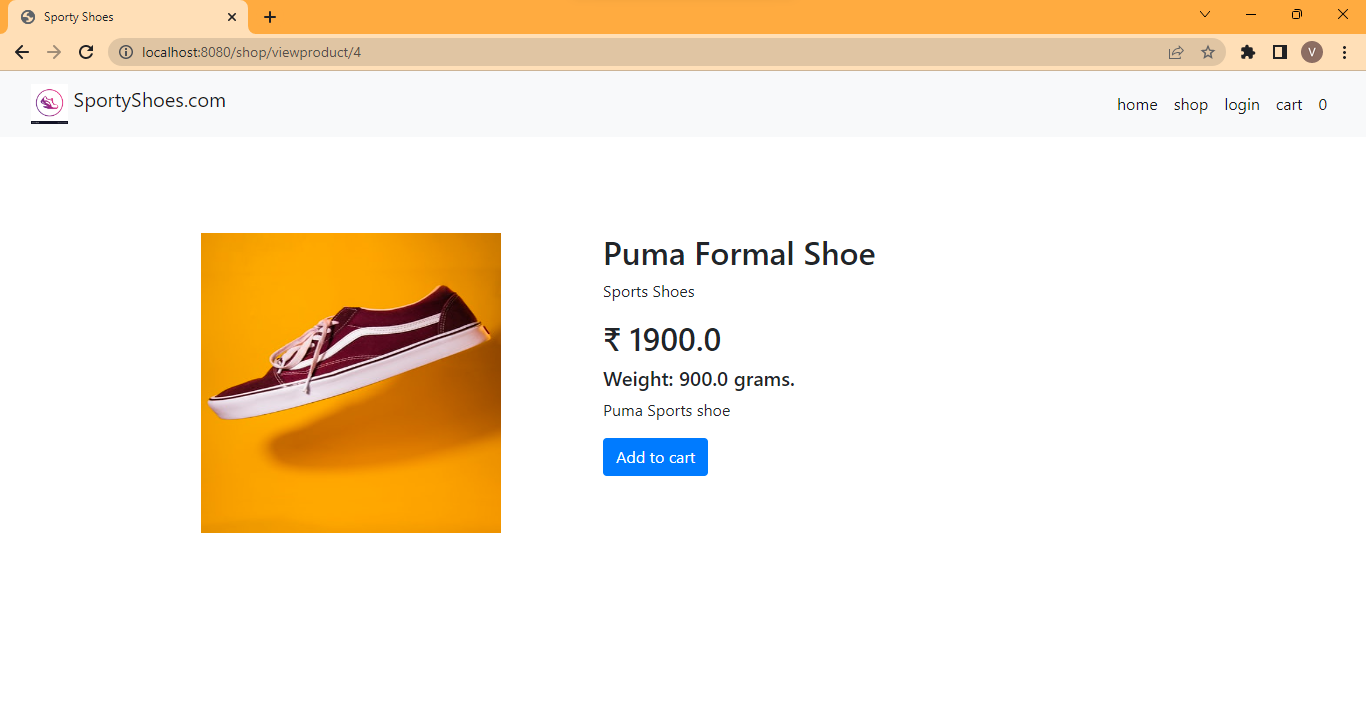 Sporty Shoes
localhost:8080/shop/viewproduct/4
V
SportyShoes.com
home shop login cart 0
Puma Formal Shoe
Sports Shoes
₹ 1900.0
Weight: 900.0 grams.
Puma Sports shoe
Add to cart